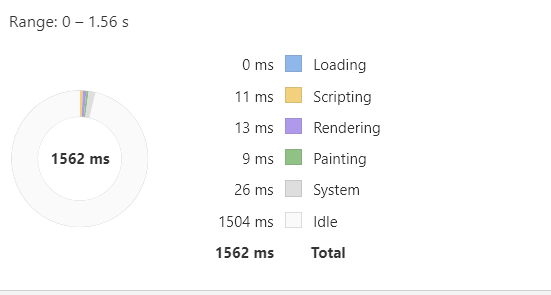 Range: 0 – 1.56 s
0 ms Loading
11 ms Scripting
13 ms Rendering
9 ms Painting
1562 ms
26 ms System
1504 ms Idle
1562 ms Total